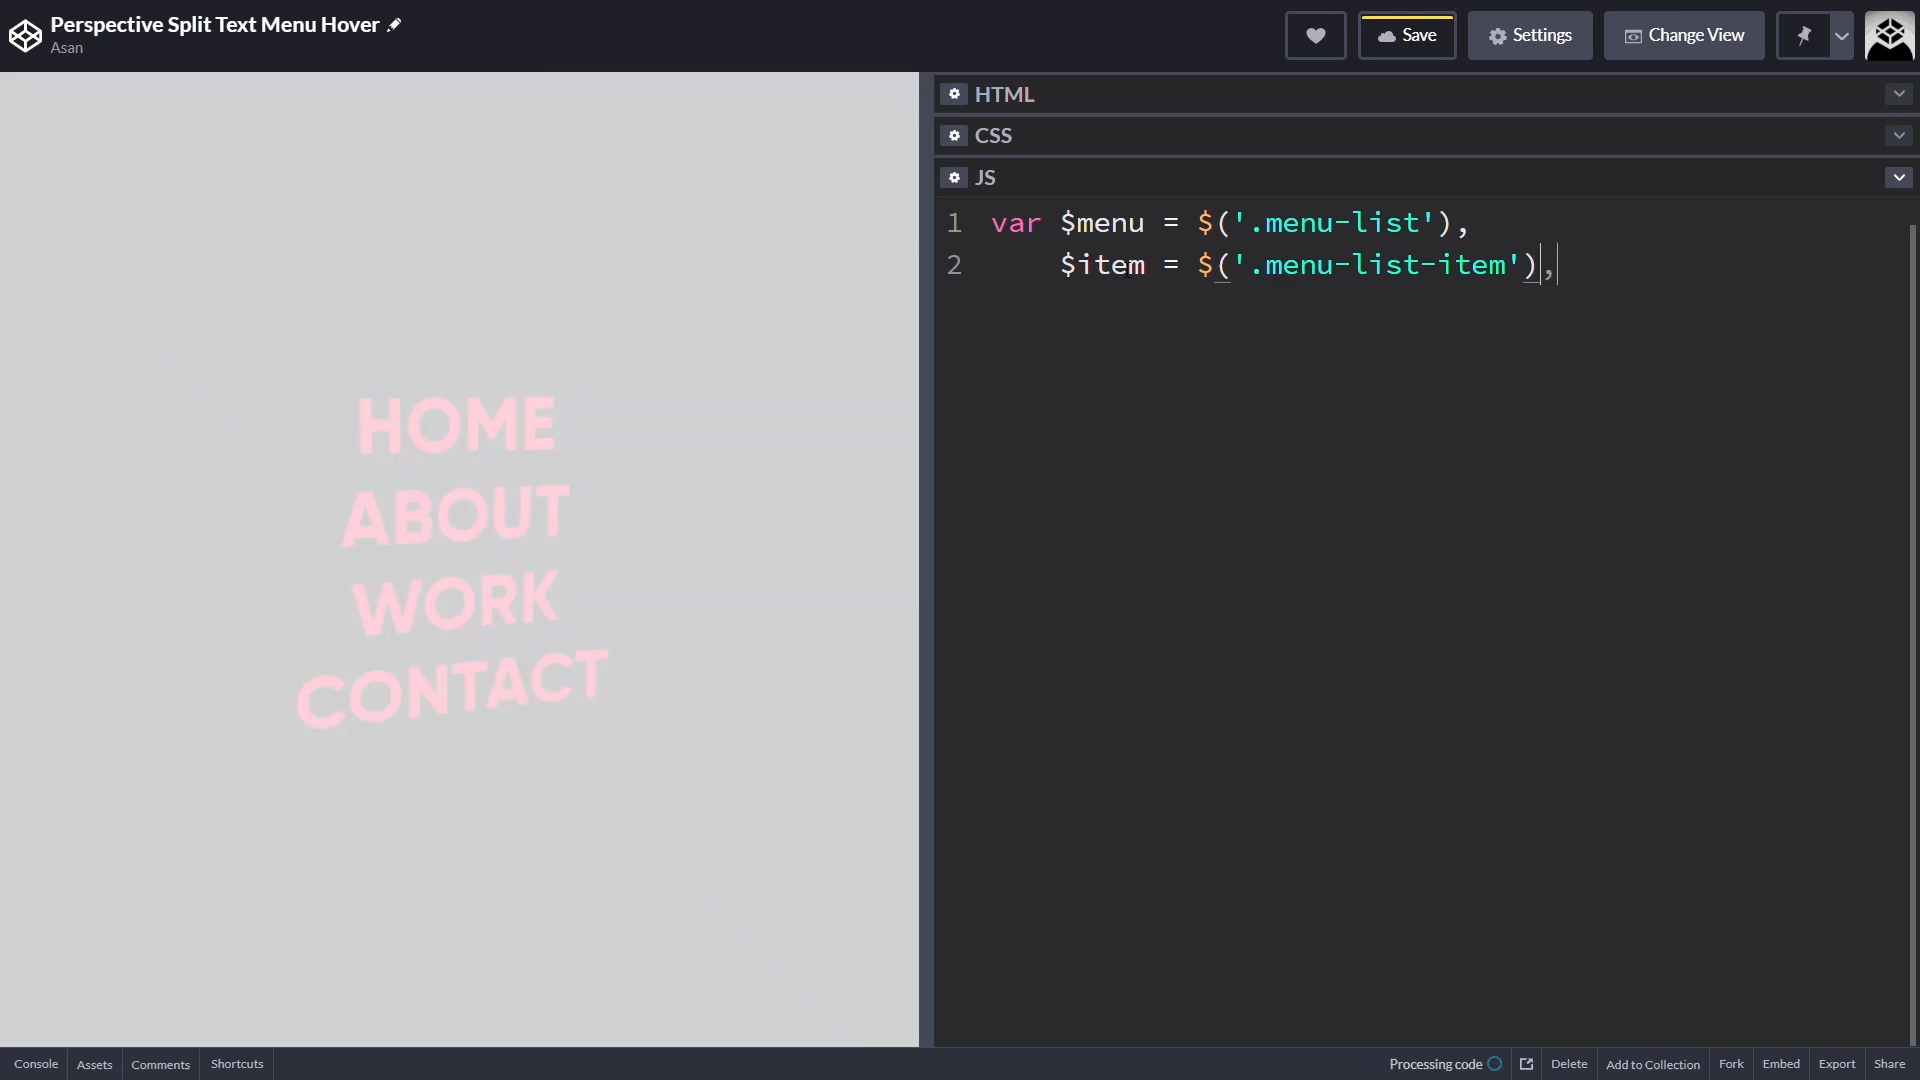 Perspective Split Text Menu Hover
Asan
Save
Settings
Change View
HTML
CSS
JS
1 var $menu = $('.menu-list'),
2 $item = $('.menu-list-item'),
HOME
ABOUT
WORK
CONTACT
Console
Assets
Comments
Shortcuts
Processing code
Delete
Add to Collection
Fork
Embed
Export
Share